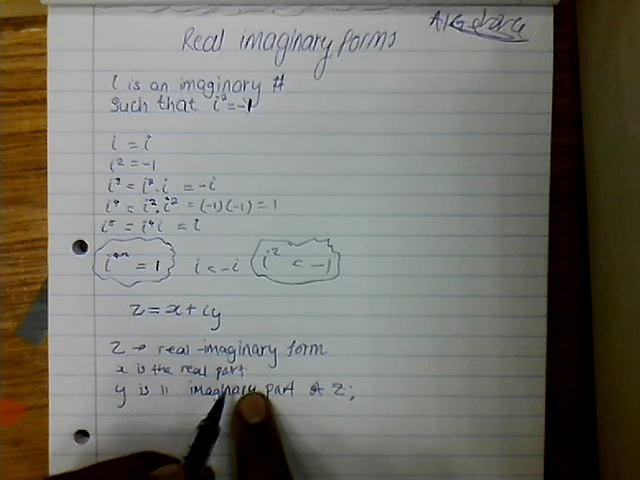 Algebra
Real imaginary forms
i is an imaginary #
such that i² = -1
i = i
i² = -1
i³ = i².i = -i
i⁴ = i².i² = (-1)(-1) = 1
i⁵ = i⁴i = i
i⁴ⁿ = 1 i < -i i² < -1
z = x + iy
z → real-imaginary form
x is the real part
y is 11 imaginary part of z;